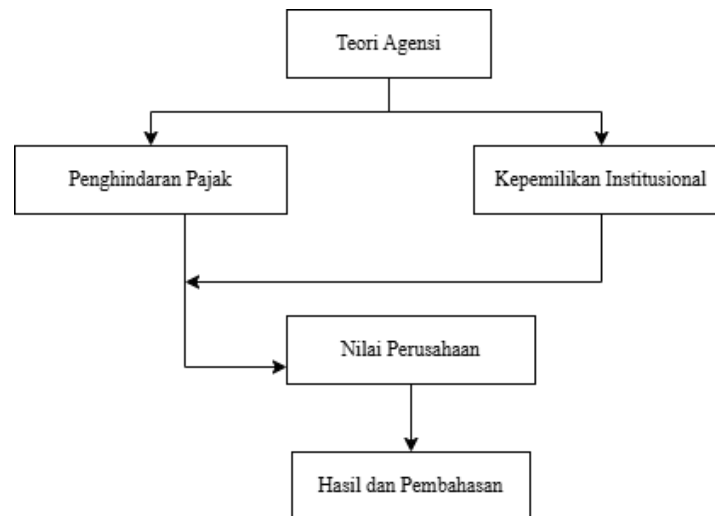 Teori Agensi
Penghindaran Pajak
Kepemilikan Institusional
Nilai Perusahaan
Hasil dan Pembahasan